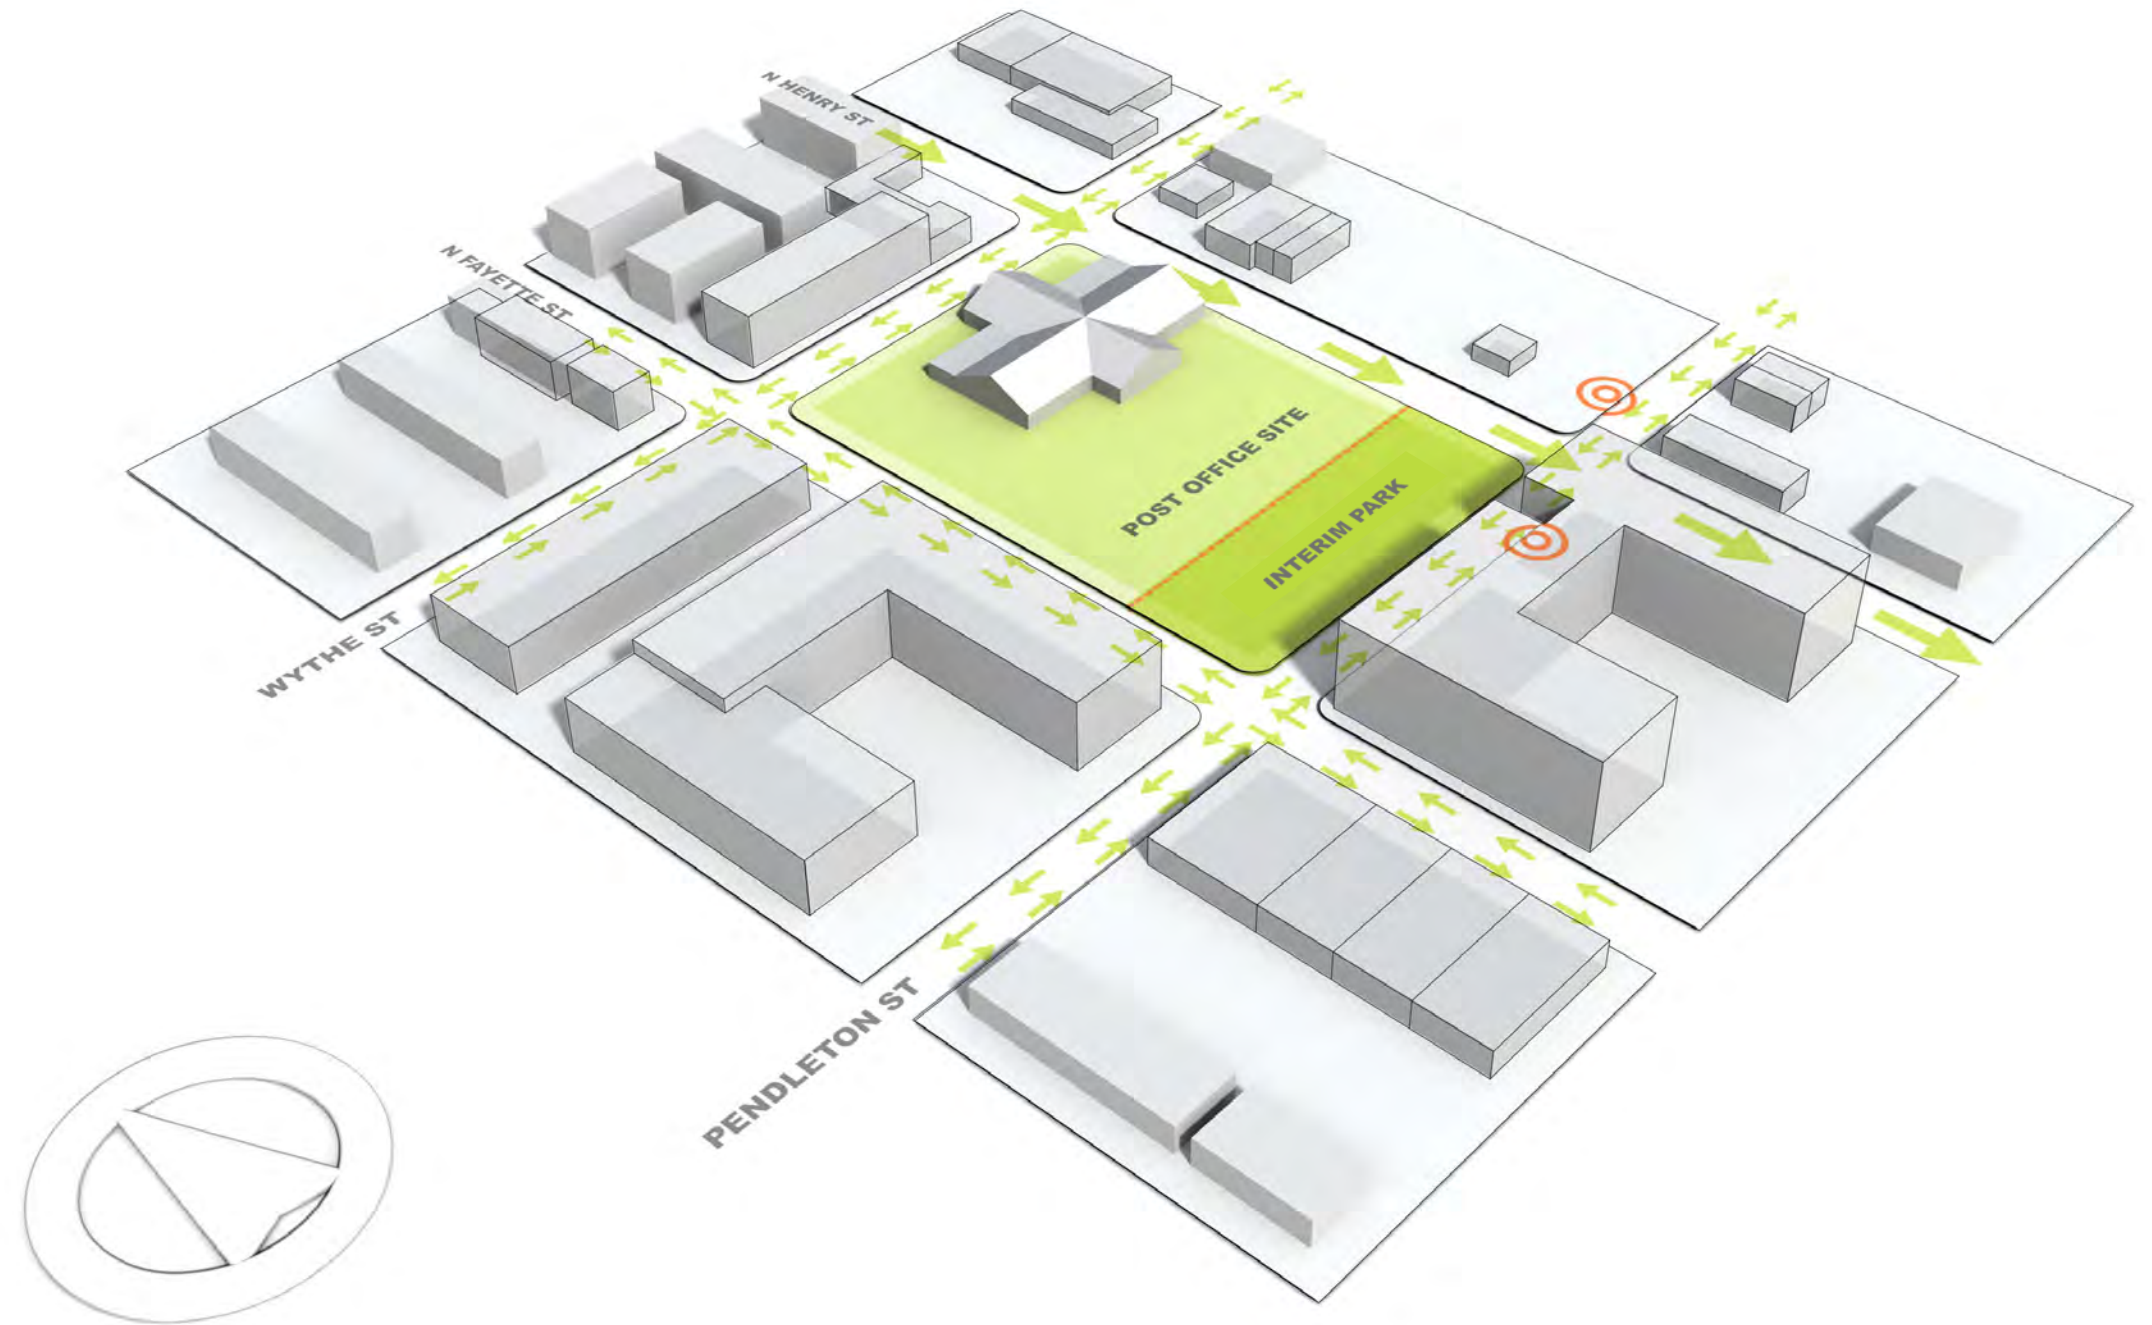 N HENRY ST
N FAYETTE ST
POST OFFICE SITE
INTERIM PARK
WYTHE ST
PENDLETON ST